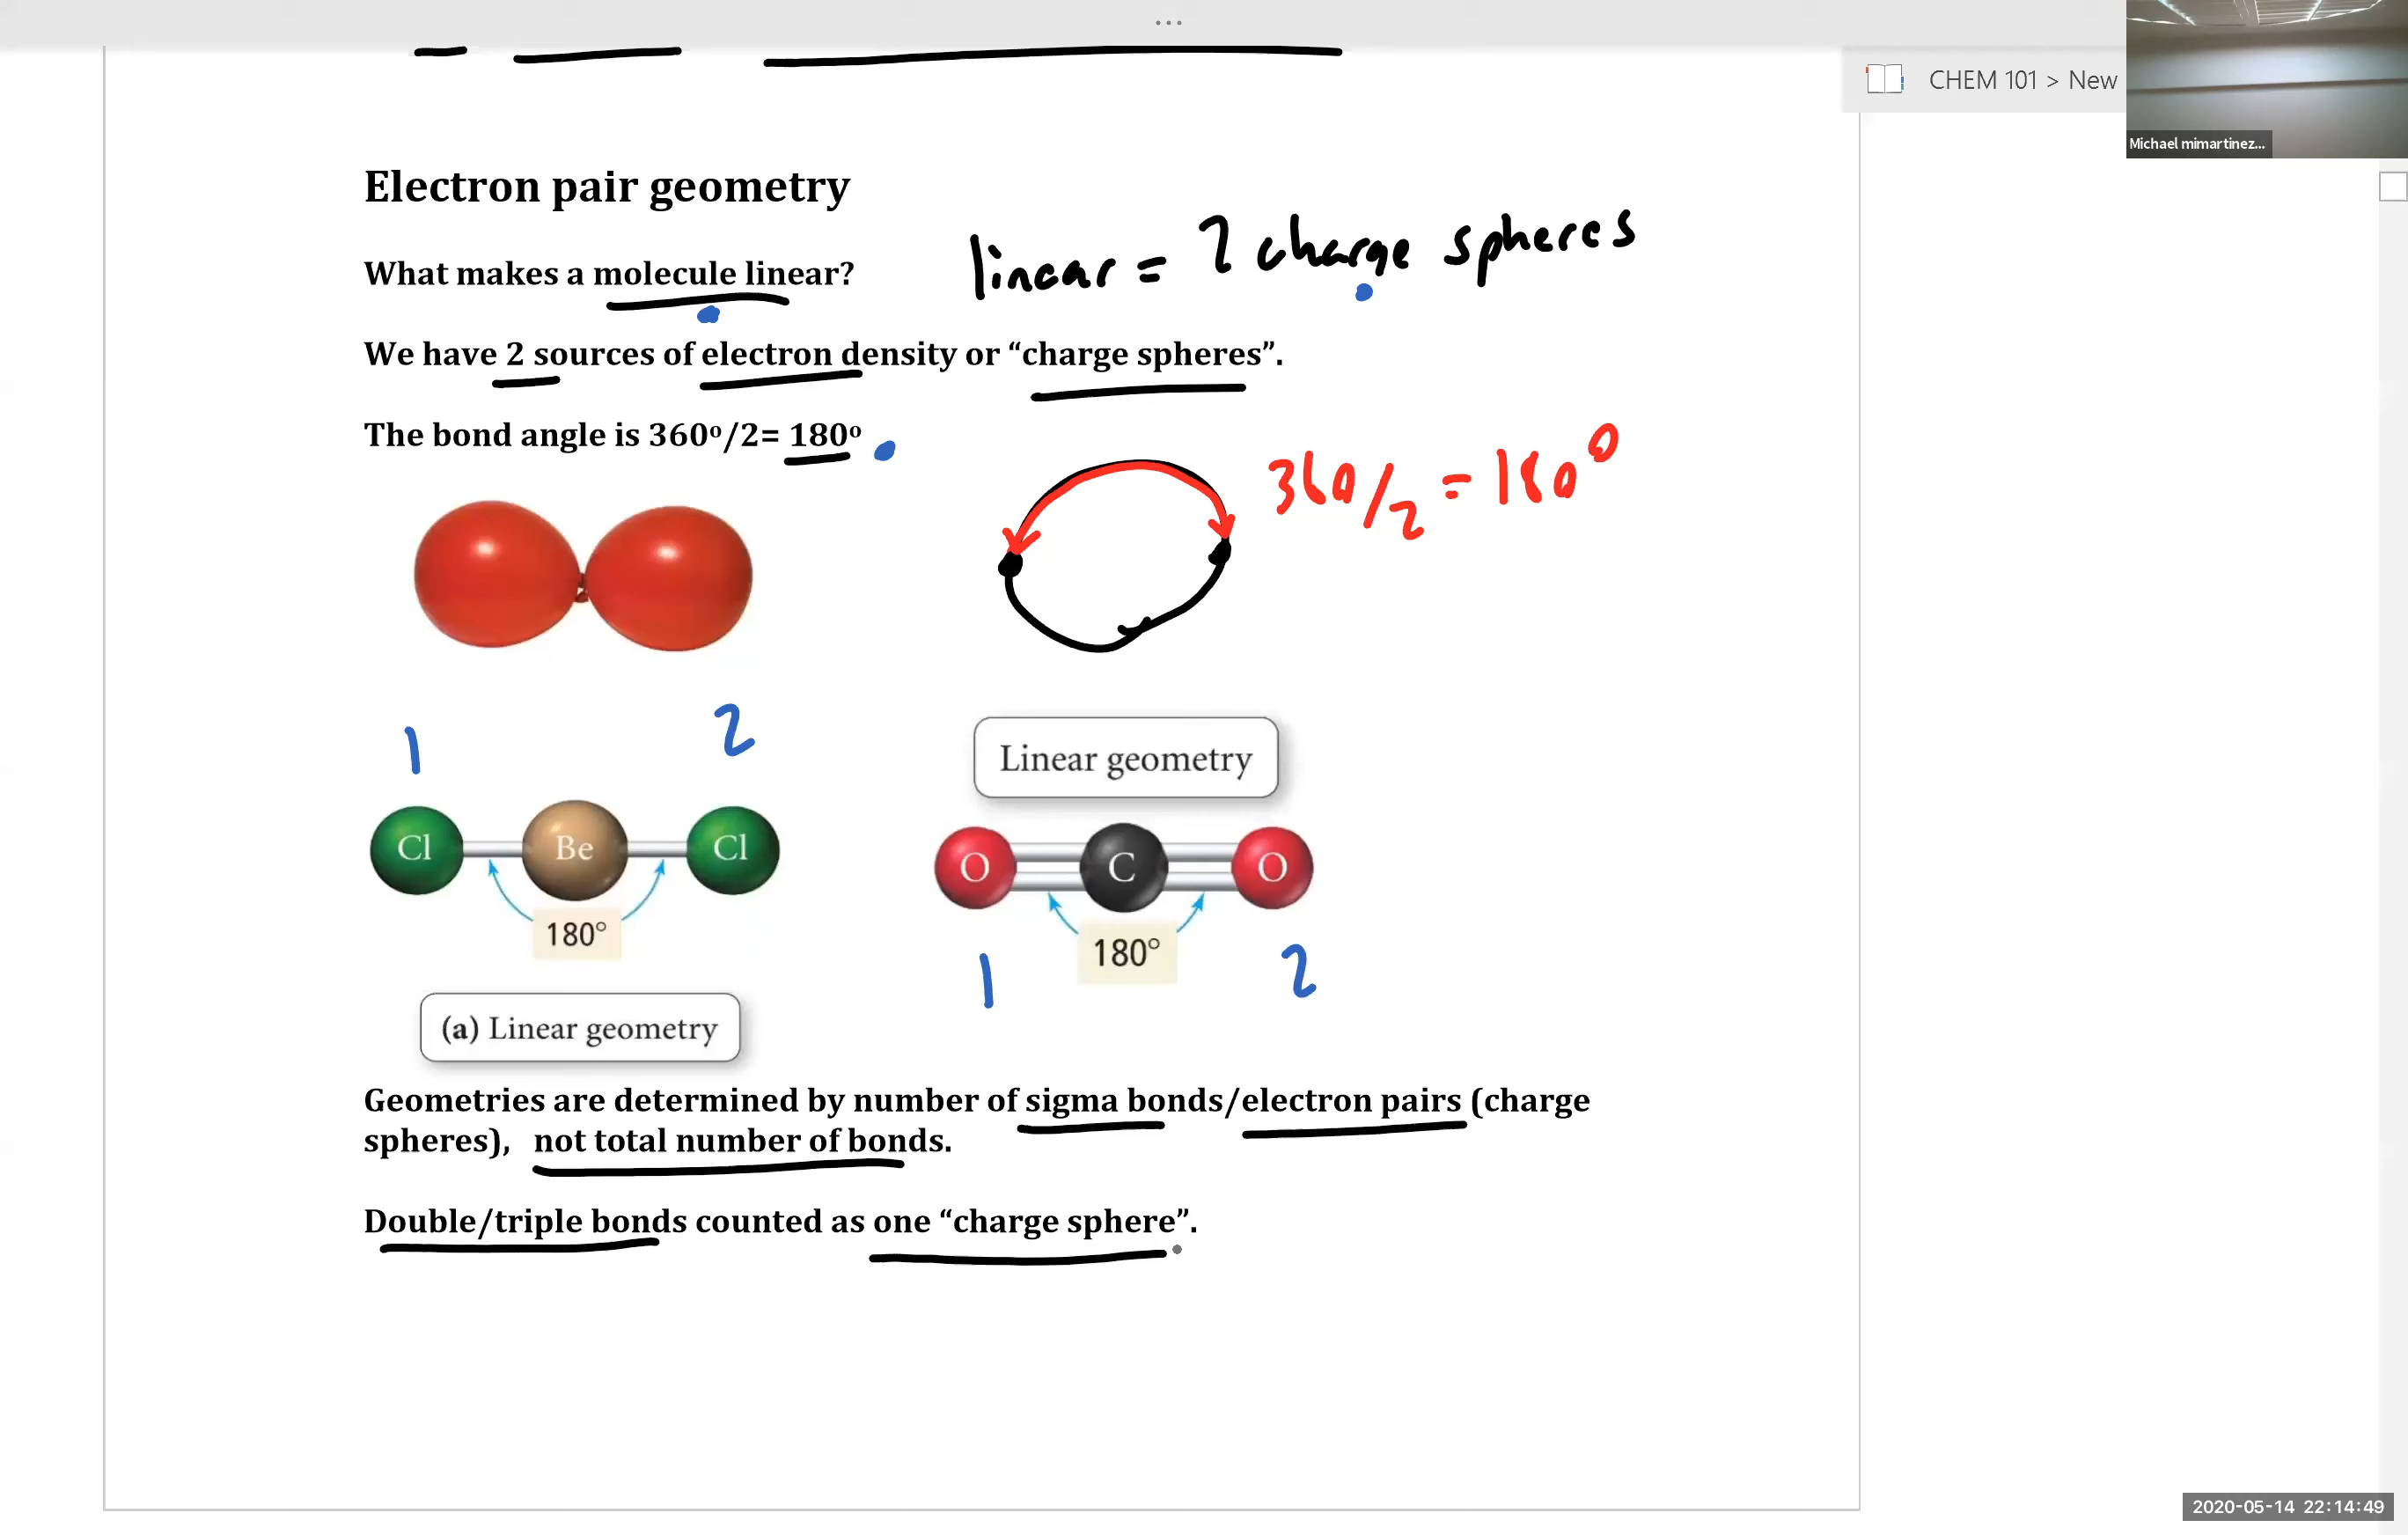 ...
CHEM 101 > New
Michael mimartinez...
Electron pair geometry
What makes a molecule linear?
linear = 2 charge spheres
We have 2 sources of electron density or “charge spheres”.
The bond angle is 360º/2= 180º
360/2 = 180°
1 2
Linear geometry
Cl Be Cl
O C O
180°
180°
1 2
(a) Linear geometry
Geometries are determined by number of sigma bonds/electron pairs (charge
spheres), not total number of bonds.
Double/triple bonds counted as one “charge sphere”.
2020-05-14 22:14:49